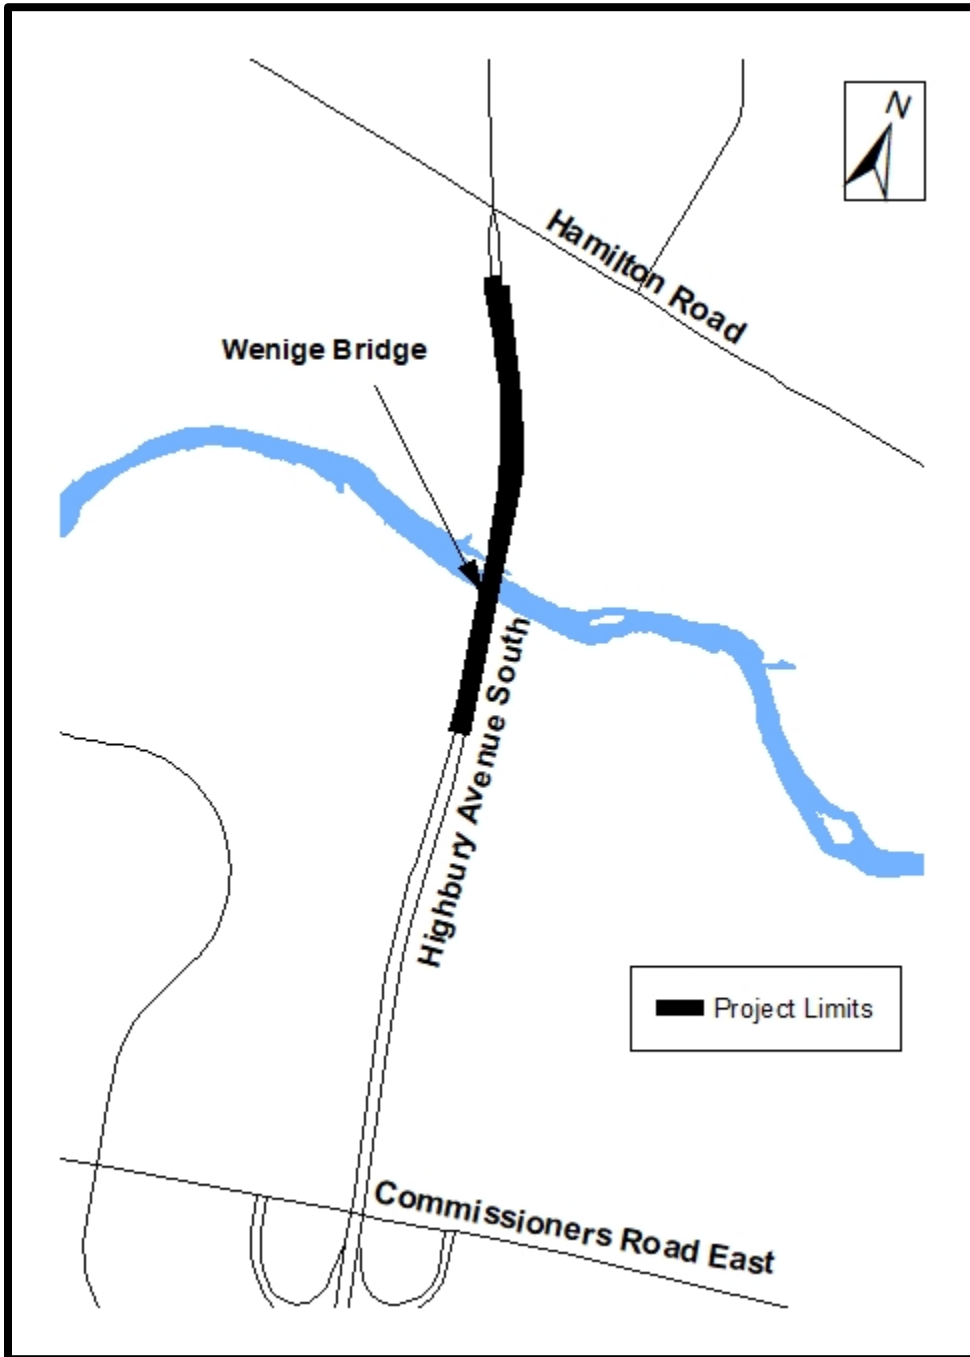 N
Hamilton Road
Wenige Bridge
Highbury Avenue South
Project Limits
Commissioners Road East